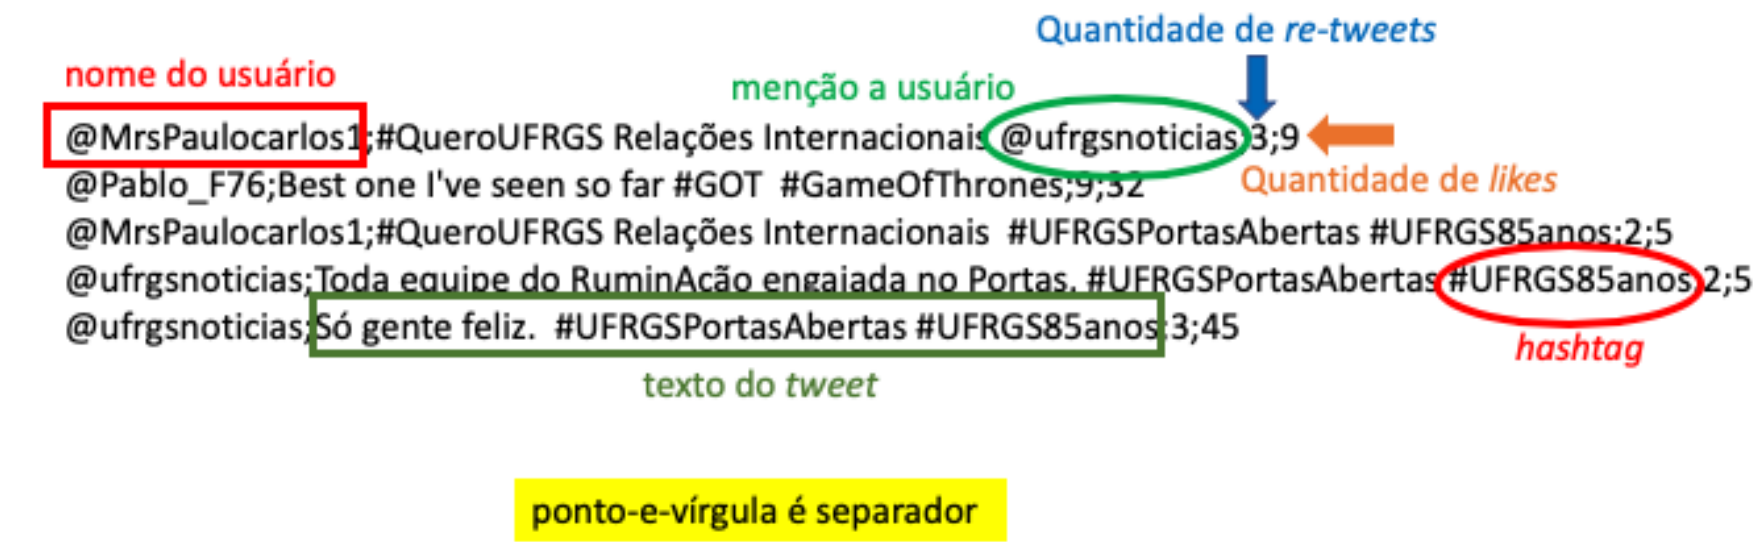 Quantidade de re-tweets
nome do usuário
menção a usuário
@MrsPaulocarlos1;#QueroUFRGS Relações Internacionais @ufrgsnoticias;3;9
@Pablo_F76;Best one I've seen so far #GOT  #GameOfThrones;9;32
Quantidade de likes
@MrsPaulocarlos1;#QueroUFRGS Relações Internacionais  #UFRGSPortasAbertas #UFRGS85anos;2;5
@ufrgsnoticias;Toda equipe do RuminAção engajada no Portas. #UFRGSPortasAbertas #UFRGS85anos;2;5
@ufrgsnoticias;Só gente feliz.  #UFRGSPortasAbertas #UFRGS85anos;3;45
hashtag
texto do tweet
ponto-e-vírgula é separador